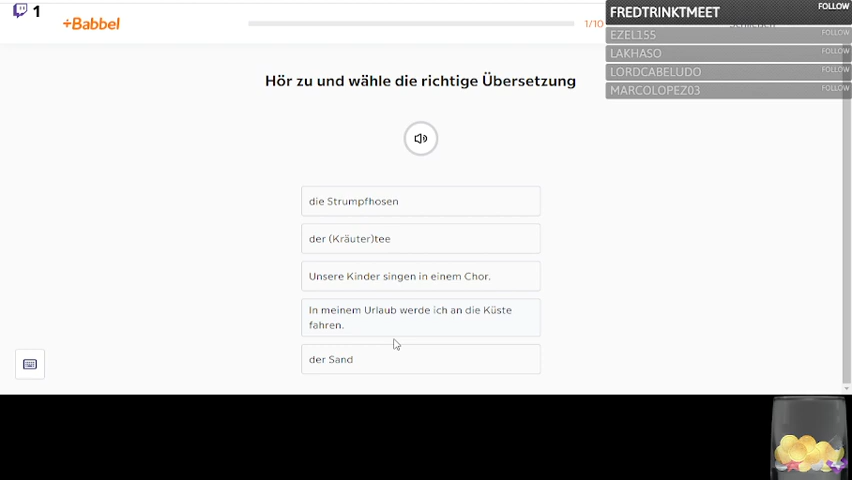 1
+Babbel
1/10
FREDTRINKTMEET
FOLLOW
EZEL155
FOLLOW
LAKHASO
FOLLOW
LORDCABELUDO
FOLLOW
MARCOLOPEZ03
FOLLOW
Hör zu und wähle die richtige Übersetzung
die Strumpfhosen
der (Kräuter)tee
Unsere Kinder singen in einem Chor.
In meinem Urlaub werde ich an die Küste
fahren.
der Sand